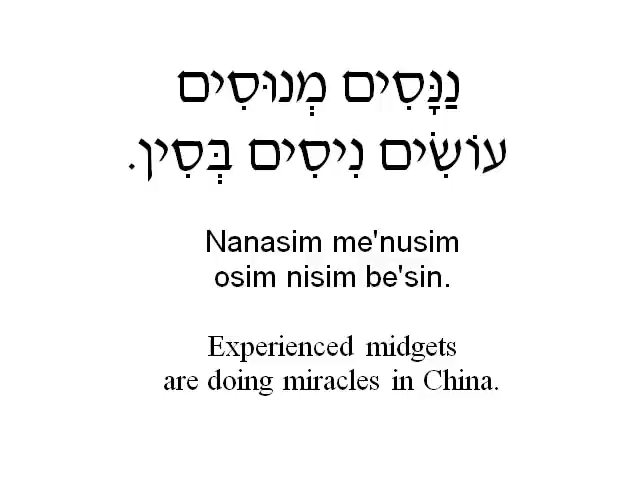 נַנָּסִים מְנוּסִים
עוֹשִׂים נִיסִים בְּסִין.
Nanasim me'nusim
osim nisim be'sin.
Experienced midgets
are doing miracles in China.